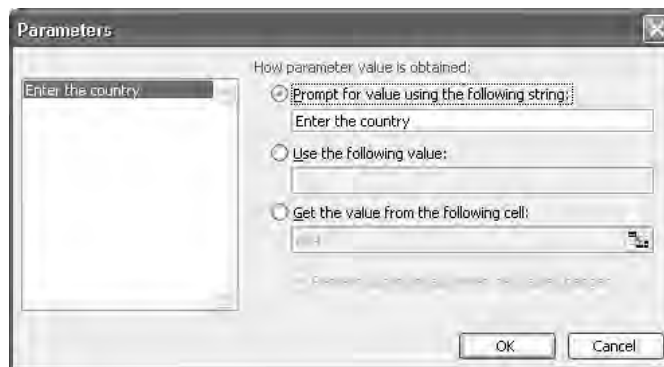 Parameters
How parameter value is obtained:
Enter the country
Prompt for value using the following string:
Enter the country
Use the following value:
Get the value from the following cell:
OK
Cancel